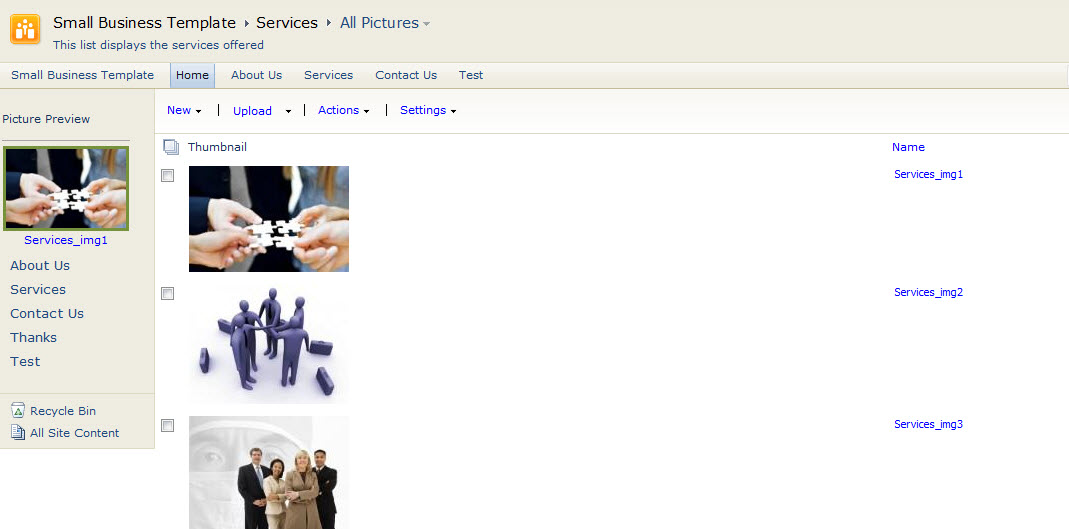 Small Business Template Services All Pictures
This list displays the services offered
Small Business Template Home About Us Services Contact Us Test
New Upload Actions Settings
Picture Preview
Services_img1
About Us
Services
Contact Us
Thanks
Test
Recycle Bin
All Site Content
Thumbnail Name
Services_img1
Services_img2
Services_img3